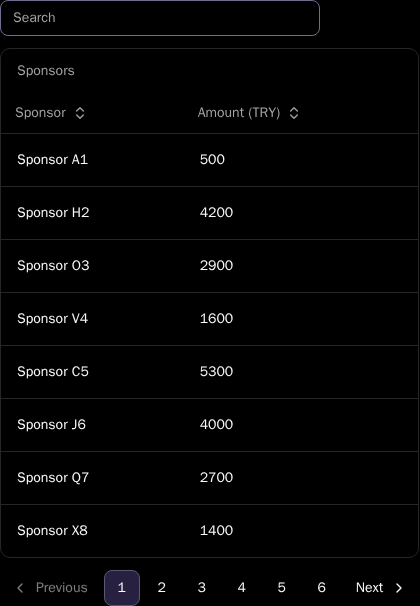 Search
Sponsors
Sponsor Amount (TRY)
Sponsor A1 500
Sponsor H2 4200
Sponsor O3 2900
Sponsor V4 1600
Sponsor C5 5300
Sponsor J6 4000
Sponsor Q7 2700
Sponsor X8 1400
Previous 1 2 3 4 5 6 Next